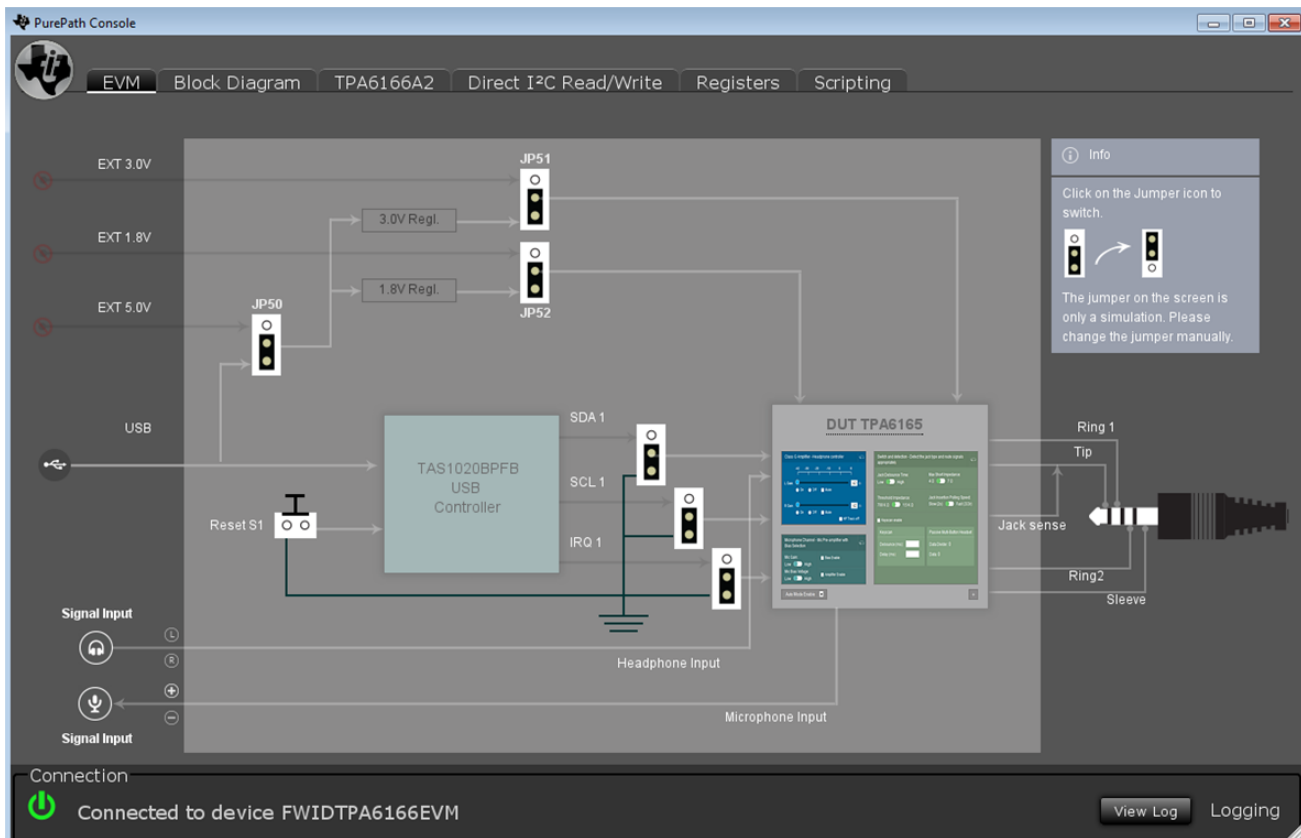 PurePath Console
EVM
Block Diagram
TPA6166A2
Direct I²C Read/Write
Registers
Scripting
EXT 3.0V
JP51
3.0V Regl.
EXT 1.8V
1.8V Regl.
JP52
EXT 5.0V
JP50
Info
Click on the Jumper icon to
switch.
The jumper on the screen is
only a simulation. Please
change the jumper manually.
USB
TAS1020BPFB
USB
Controller
SDA 1
SCL 1
IRQ 1
Reset S1
DUT TPA6165
Auto Mode Enable
Ring 1
Tip
Jack sense
Ring2
Sleeve
Signal Input
L
R
Headphone Input
Microphone Input
Signal Input
Connection
Connected to device FWIDTPA6166EVM
View Log
Logging